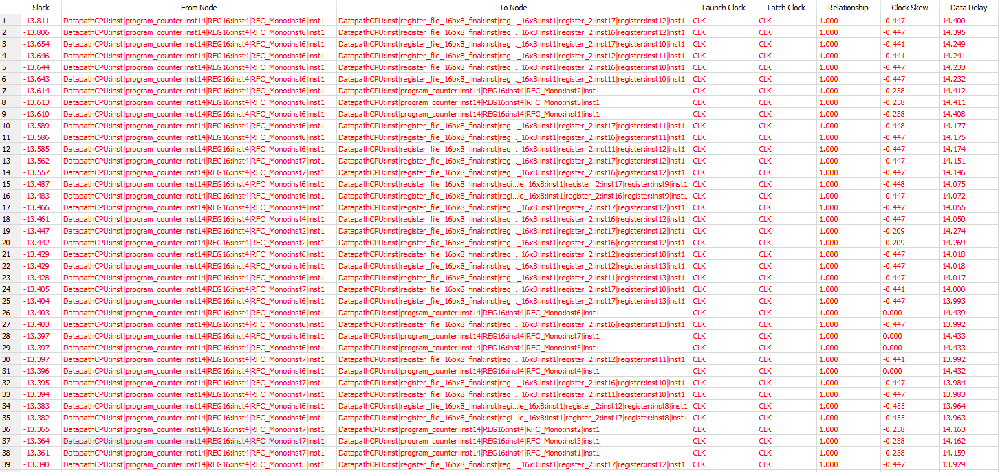 Slack From Node To Node Launch Clock Latch Clock Relationship Clock Skew Data Delay
1 -13.811 DatapathCPU:inst|program_counter:inst14|REG16:inst4|RFC_Mono:inst6|inst1 DatapathCPU:inst|register_file_16bx8_final:inst|reg..._16x8:inst1|register_2:inst17|register:inst12|inst1 CLK CLK 1.000 -0.447 14.400
2 -13.806 DatapathCPU:inst|program_counter:inst14|REG16:inst4|RFC_Mono:inst6|inst1 DatapathCPU:inst|register_file_16bx8_final:inst|reg..._16x8:inst1|register_2:inst16|register:inst12|inst1 CLK CLK 1.000 -0.447 14.395
3 -13.654 DatapathCPU:inst|program_counter:inst14|REG16:inst4|RFC_Mono:inst6|inst1 DatapathCPU:inst|register_file_16bx8_final:inst|reg..._16x8:inst1|register_2:inst17|register:inst10|inst1 CLK CLK 1.000 -0.441 14.249
4 -13.646 DatapathCPU:inst|program_counter:inst14|REG16:inst4|RFC_Mono:inst6|inst1 DatapathCPU:inst|register_file_16bx8_final:inst|reg..._16x8:inst1|register_2:inst12|register:inst11|inst1 CLK CLK 1.000 -0.441 14.241
5 -13.644 DatapathCPU:inst|program_counter:inst14|REG16:inst4|RFC_Mono:inst6|inst1 DatapathCPU:inst|register_file_16bx8_final:inst|reg..._16x8:inst1|register_2:inst16|register:inst10|inst1 CLK CLK 1.000 -0.447 14.233
6 -13.643 DatapathCPU:inst|program_counter:inst14|REG16:inst4|RFC_Mono:inst6|inst1 DatapathCPU:inst|register_file_16bx8_final:inst|reg..._16x8:inst1|register_2:inst11|register:inst10|inst1 CLK CLK 1.000 -0.447 14.232
7 -13.614 DatapathCPU:inst|program_counter:inst14|REG16:inst4|RFC_Mono:inst6|inst1 DatapathCPU:inst|program_counter:inst14|REG16:inst4|RFC_Mono:inst2|inst1 CLK CLK 1.000 -0.238 14.412
8 -13.613 DatapathCPU:inst|program_counter:inst14|REG16:inst4|RFC_Mono:inst6|inst1 DatapathCPU:inst|program_counter:inst14|REG16:inst4|RFC_Mono:inst3|inst1 CLK CLK 1.000 -0.238 14.411
9 -13.610 DatapathCPU:inst|program_counter:inst14|REG16:inst4|RFC_Mono:inst6|inst1 DatapathCPU:inst|program_counter:inst14|REG16:inst4|RFC_Mono:inst1|inst1 CLK CLK 1.000 -0.238 14.408
10 -13.589 DatapathCPU:inst|program_counter:inst14|REG16:inst4|RFC_Mono:inst6|inst1 DatapathCPU:inst|register_file_16bx8_final:inst|reg..._16x8:inst1|register_2:inst17|register:inst11|inst1 CLK CLK 1.000 -0.448 14.177
11 -13.586 DatapathCPU:inst|program_counter:inst14|REG16:inst4|RFC_Mono:inst6|inst1 DatapathCPU:inst|register_file_16bx8_final:inst|reg..._16x8:inst1|register_2:inst16|register:inst11|inst1 CLK CLK 1.000 -0.447 14.175
12 -13.585 DatapathCPU:inst|program_counter:inst14|REG16:inst4|RFC_Mono:inst6|inst1 DatapathCPU:inst|register_file_16bx8_final:inst|reg..._16x8:inst1|register_2:inst11|register:inst12|inst1 CLK CLK 1.000 -0.447 14.174
13 -13.562 DatapathCPU:inst|program_counter:inst14|REG16:inst4|RFC_Mono:inst7|inst1 DatapathCPU:inst|register_file_16bx8_final:inst|reg..._16x8:inst1|register_2:inst17|register:inst12|inst1 CLK CLK 1.000 -0.447 14.151
14 -13.557 DatapathCPU:inst|program_counter:inst14|REG16:inst4|RFC_Mono:inst7|inst1 DatapathCPU:inst|register_file_16bx8_final:inst|reg..._16x8:inst1|register_2:inst16|register:inst12|inst1 CLK CLK 1.000 -0.447 14.146
15 -13.487 DatapathCPU:inst|program_counter:inst14|REG16:inst4|RFC_Mono:inst6|inst1 DatapathCPU:inst|register_file_16bx8_final:inst|regi...le_16x8:inst1|register_2:inst17|register:inst9|inst1 CLK CLK 1.000 -0.448 14.075
16 -13.483 DatapathCPU:inst|program_counter:inst14|REG16:inst4|RFC_Mono:inst6|inst1 DatapathCPU:inst|register_file_16bx8_final:inst|regi...le_16x8:inst1|register_2:inst16|register:inst9|inst1 CLK CLK 1.000 -0.447 14.072
17 -13.466 DatapathCPU:inst|program_counter:inst14|REG16:inst4|RFC_Mono:inst4|inst1 DatapathCPU:inst|register_file_16bx8_final:inst|reg..._16x8:inst1|register_2:inst17|register:inst12|inst1 CLK CLK 1.000 -0.447 14.055
18 -13.461 DatapathCPU:inst|program_counter:inst14|REG16:inst4|RFC_Mono:inst4|inst1 DatapathCPU:inst|register_file_16bx8_final:inst|reg..._16x8:inst1|register_2:inst16|register:inst12|inst1 CLK CLK 1.000 -0.447 14.050
19 -13.447 DatapathCPU:inst|program_counter:inst14|REG16:inst4|RFC_Mono:inst2|inst1 DatapathCPU:inst|register_file_16bx8_final:inst|reg..._16x8:inst1|register_2:inst17|register:inst12|inst1 CLK CLK 1.000 -0.209 14.274
20 -13.442 DatapathCPU:inst|program_counter:inst14|REG16:inst4|RFC_Mono:inst2|inst1 DatapathCPU:inst|register_file_16bx8_final:inst|reg..._16x8:inst1|register_2:inst16|register:inst12|inst1 CLK CLK 1.000 -0.209 14.269
21 -13.429 DatapathCPU:inst|program_counter:inst14|REG16:inst4|RFC_Mono:inst6|inst1 DatapathCPU:inst|register_file_16bx8_final:inst|reg..._16x8:inst1|register_2:inst12|register:inst10|inst1 CLK CLK 1.000 -0.447 14.018
22 -13.429 DatapathCPU:inst|program_counter:inst14|REG16:inst4|RFC_Mono:inst6|inst1 DatapathCPU:inst|register_file_16bx8_final:inst|reg..._16x8:inst1|register_2:inst12|register:inst13|inst1 CLK CLK 1.000 -0.447 14.018
23 -13.428 DatapathCPU:inst|program_counter:inst14|REG16:inst4|RFC_Mono:inst6|inst1 DatapathCPU:inst|register_file_16bx8_final:inst|reg..._16x8:inst1|register_2:inst11|register:inst13|inst1 CLK CLK 1.000 -0.447 14.017
24 -13.405 DatapathCPU:inst|program_counter:inst14|REG16:inst4|RFC_Mono:inst7|inst1 DatapathCPU:inst|register_file_16bx8_final:inst|reg..._16x8:inst1|register_2:inst17|register:inst10|inst1 CLK CLK 1.000 -0.441 14.000
25 -13.404 DatapathCPU:inst|program_counter:inst14|REG16:inst4|RFC_Mono:inst6|inst1 DatapathCPU:inst|register_file_16bx8_final:inst|reg..._16x8:inst1|register_2:inst17|register:inst13|inst1 CLK CLK 1.000 -0.447 13.993
26 -13.403 DatapathCPU:inst|program_counter:inst14|REG16:inst4|RFC_Mono:inst6|inst1 DatapathCPU:inst|program_counter:inst14|REG16:inst4|RFC_Mono:inst6|inst1 CLK CLK 1.000 0.000 14.439
27 -13.403 DatapathCPU:inst|program_counter:inst14|REG16:inst4|RFC_Mono:inst6|inst1 DatapathCPU:inst|register_file_16bx8_final:inst|reg..._16x8:inst1|register_2:inst16|register:inst13|inst1 CLK CLK 1.000 -0.447 13.992
28 -13.397 DatapathCPU:inst|program_counter:inst14|REG16:inst4|RFC_Mono:inst6|inst1 DatapathCPU:inst|program_counter:inst14|REG16:inst4|RFC_Mono:inst7|inst1 CLK CLK 1.000 0.000 14.433
29 -13.397 DatapathCPU:inst|program_counter:inst14|REG16:inst4|RFC_Mono:inst6|inst1 DatapathCPU:inst|program_counter:inst14|REG16:inst4|RFC_Mono:inst5|inst1 CLK CLK 1.000 0.000 14.433
30 -13.397 DatapathCPU:inst|program_counter:inst14|REG16:inst4|RFC_Mono:inst7|inst1 DatapathCPU:inst|register_file_16bx8_final:inst|reg..._16x8:inst1|register_2:inst12|register:inst11|inst1 CLK CLK 1.000 -0.441 13.992
31 -13.396 DatapathCPU:inst|program_counter:inst14|REG16:inst4|RFC_Mono:inst6|inst1 DatapathCPU:inst|program_counter:inst14|REG16:inst4|RFC_Mono:inst4|inst1 CLK CLK 1.000 0.000 14.432
32 -13.395 DatapathCPU:inst|program_counter:inst14|REG16:inst4|RFC_Mono:inst7|inst1 DatapathCPU:inst|register_file_16bx8_final:inst|reg..._16x8:inst1|register_2:inst16|register:inst10|inst1 CLK CLK 1.000 -0.447 13.984
33 -13.394 DatapathCPU:inst|program_counter:inst14|REG16:inst4|RFC_Mono:inst7|inst1 DatapathCPU:inst|register_file_16bx8_final:inst|reg..._16x8:inst1|register_2:inst11|register:inst10|inst1 CLK CLK 1.000 -0.447 13.983
34 -13.383 DatapathCPU:inst|program_counter:inst14|REG16:inst4|RFC_Mono:inst6|inst1 DatapathCPU:inst|register_file_16bx8_final:inst|regi...le_16x8:inst1|register_2:inst12|register:inst8|inst1 CLK CLK 1.000 -0.455 13.964
35 -13.382 DatapathCPU:inst|program_counter:inst14|REG16:inst4|RFC_Mono:inst6|inst1 DatapathCPU:inst|register_file_16bx8_final:inst|regi...le_16x8:inst1|register_2:inst17|register:inst8|inst1 CLK CLK 1.000 -0.455 13.963
36 -13.365 DatapathCPU:inst|program_counter:inst14|REG16:inst4|RFC_Mono:inst7|inst1 DatapathCPU:inst|program_counter:inst14|REG16:inst4|RFC_Mono:inst2|inst1 CLK CLK 1.000 -0.238 14.163
37 -13.364 DatapathCPU:inst|program_counter:inst14|REG16:inst4|RFC_Mono:inst7|inst1 DatapathCPU:inst|program_counter:inst14|REG16:inst4|RFC_Mono:inst3|inst1 CLK CLK 1.000 -0.238 14.162
38 -13.361 DatapathCPU:inst|program_counter:inst14|REG16:inst4|RFC_Mono:inst7|inst1 DatapathCPU:inst|program_counter:inst14|REG16:inst4|RFC_Mono:inst1|inst1 CLK CLK 1.000 -0.238 14.159
39 -13.340 DatapathCPU:inst|program_counter:inst14|REG16:inst4|RFC_Mono:inst5|inst1 DatapathCPU:inst|register_file_16bx8_final:inst|reg..._16x8:inst1|register_2:inst17|register:inst12|inst1 CLK CLK 1.000 -0.447 13.929